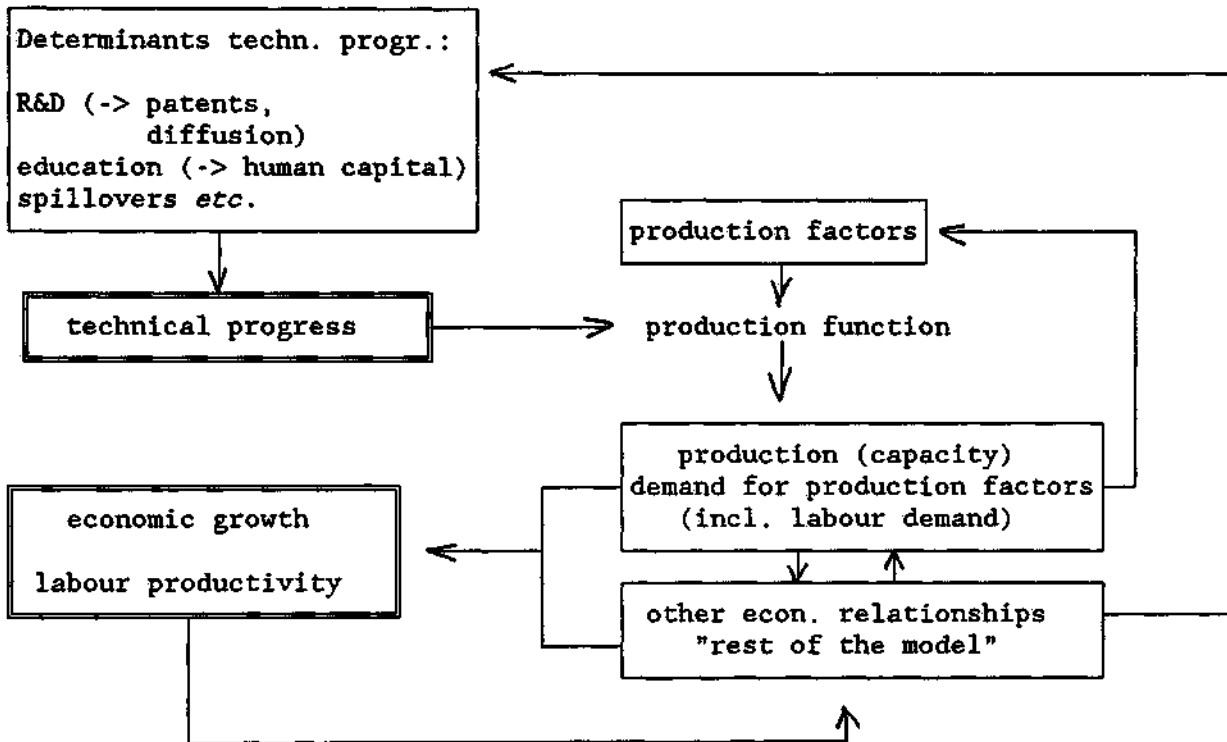 Determinants techn. progr.:
R&D (-> patents,
diffusion)
education (-> human capital)
spillovers etc.
production factors
technical progress
production function
production (capacity)
demand for production factors
(incl. labour demand)
economic growth
labour productivity
other econ. relationships
"rest of the model"